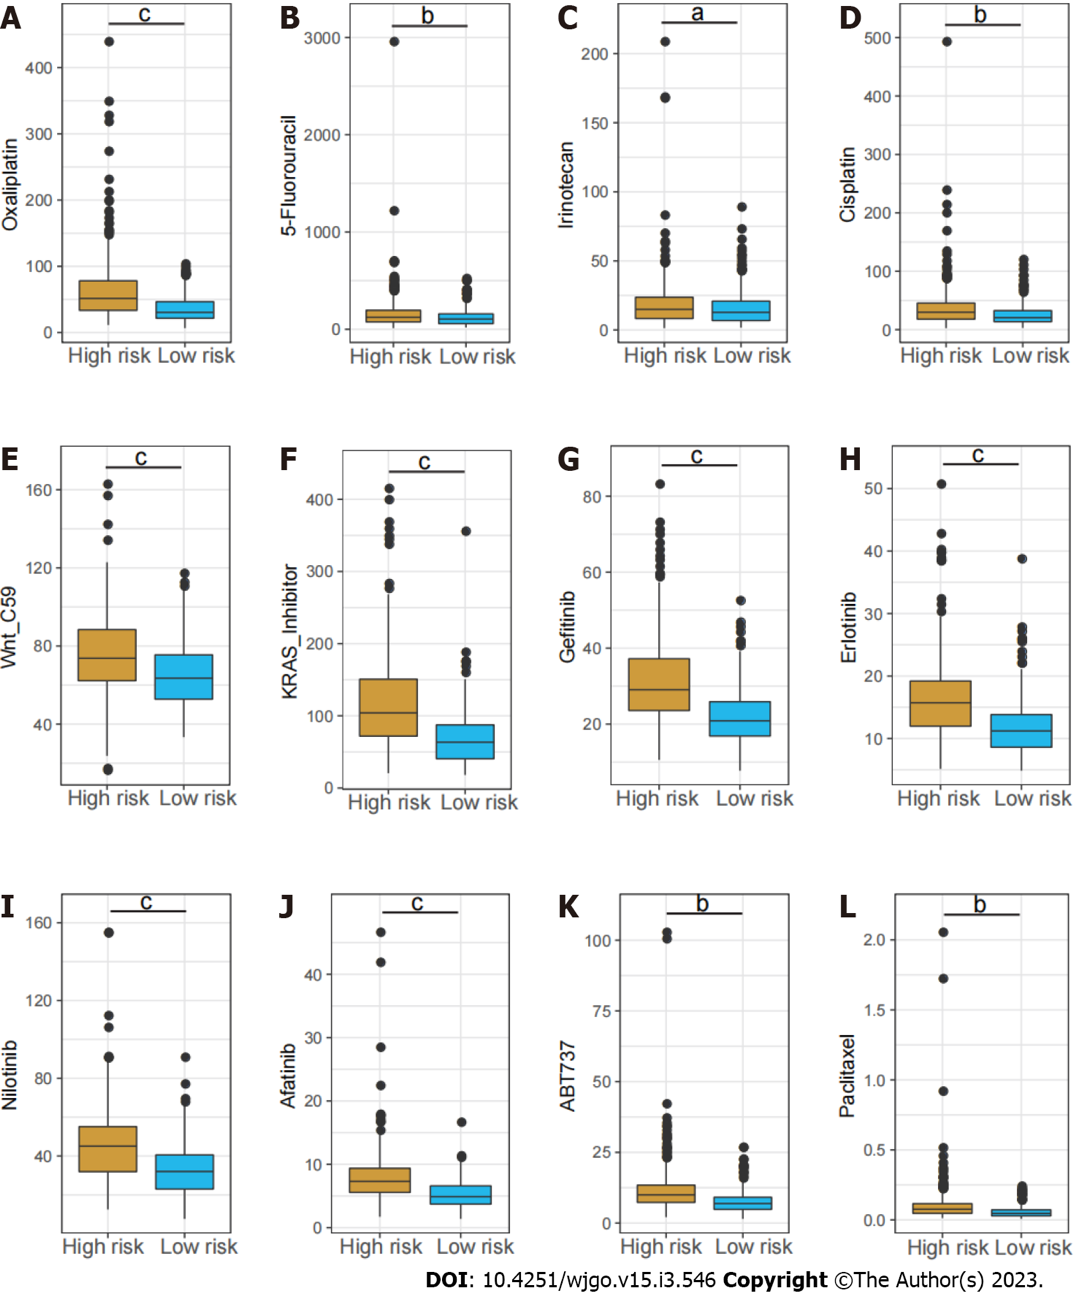 A
c
Oxaliplatin
400
300
200
100
0
High risk Low risk
B
b
5-Fluorouracil
3000
2000
1000
0
High risk Low risk
C
a
Irinotecan
200
150
100
50
0
High risk Low risk
D
b
Cisplatin
500
400
300
200
100
0
High risk Low risk
E
c
Wnt_C59
160
120
80
40
High risk Low risk
F
c
KRAS_Inhibitor
400
300
200
100
0
High risk Low risk
G
c
Gefitinib
80
60
40
20
High risk Low risk
H
c
Erlotinib
50
40
30
20
10
High risk Low risk
I
c
Nilotinib
160
120
80
40
High risk Low risk
J
c
Afatinib
40
30
20
10
0
High risk Low risk
K
b
ABT737
100
75
50
25
0
High risk Low risk
L
b
Paclitaxel
2.0
1.5
1.0
0.5
0.0
High risk Low risk
DOI: 10.4251/wjgo.v15.i3.546 Copyright ©The Author(s) 2023.